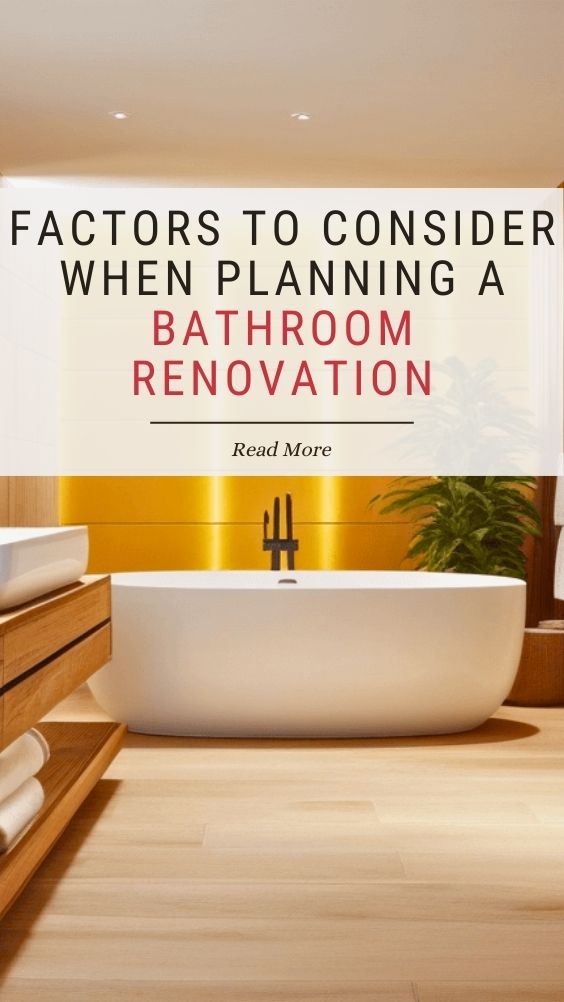 FACTORS TO CONSIDER
WHEN PLANNING A
BATHROOM
RENOVATION
Read More